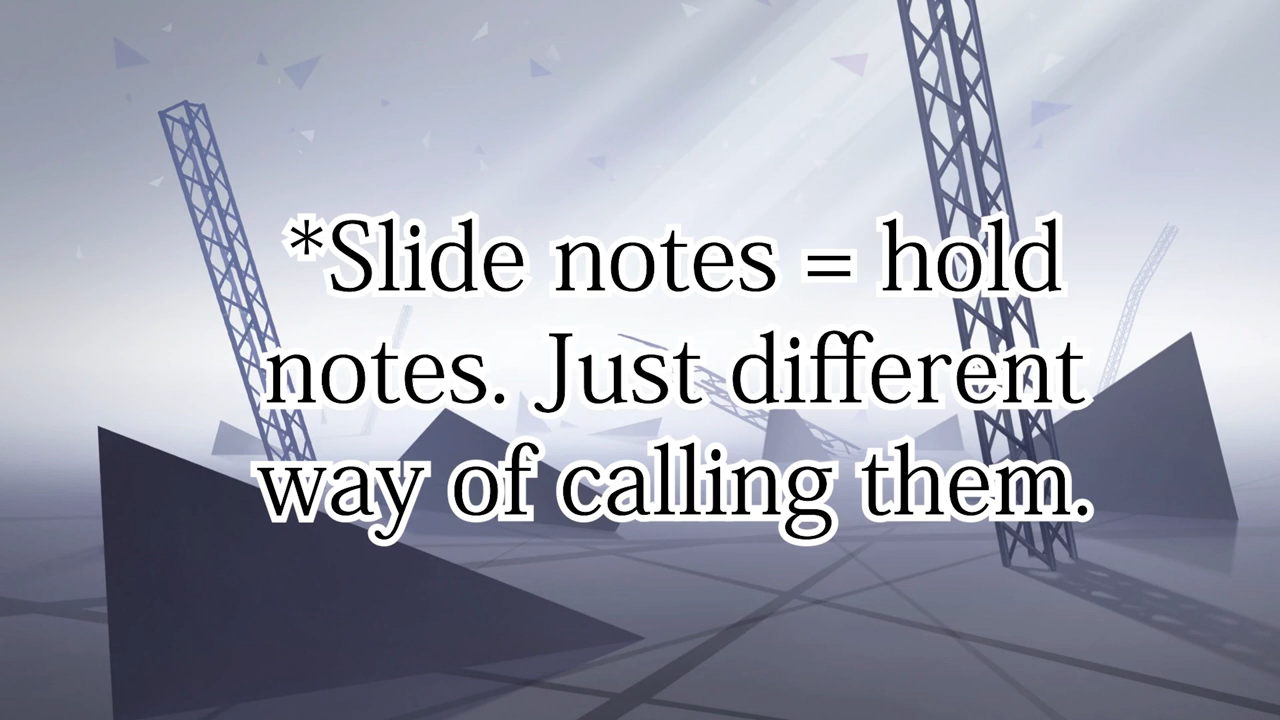 *Slide notes = hold
notes. Just different
way of calling them.